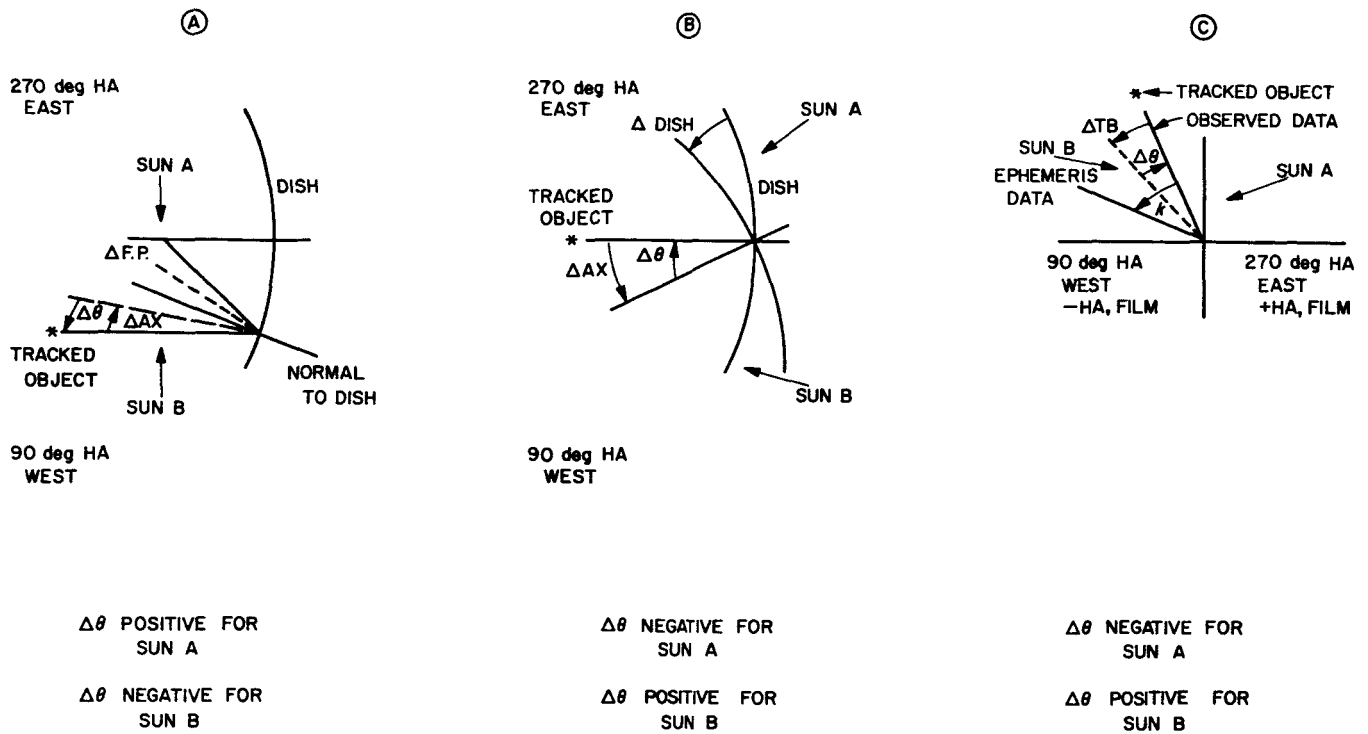 A
270 deg HA
EAST
SUN A
DISH
Δ F.P.
Δθ
ΔAX
*
TRACKED
OBJECT
SUN B
NORMAL
TO DISH
90 deg HA
WEST
Δθ POSITIVE FOR
SUN A
Δθ NEGATIVE FOR
SUN B
B
270 deg HA
EAST
Δ DISH
SUN A
DISH
TRACKED
OBJECT
*
ΔAX
Δθ
SUN B
90 deg HA
WEST
Δθ NEGATIVE FOR
SUN A
Δθ POSITIVE FOR
SUN B
C
* TRACKED OBJECT
OBSERVED DATA
ΔTB
SUN B
Δθ
EPHEMERIS
DATA
k
SUN A
90 deg HA
WEST
–HA, FILM
270 deg HA
EAST
+HA, FILM
Δθ NEGATIVE FOR
SUN A
Δθ POSITIVE FOR
SUN B